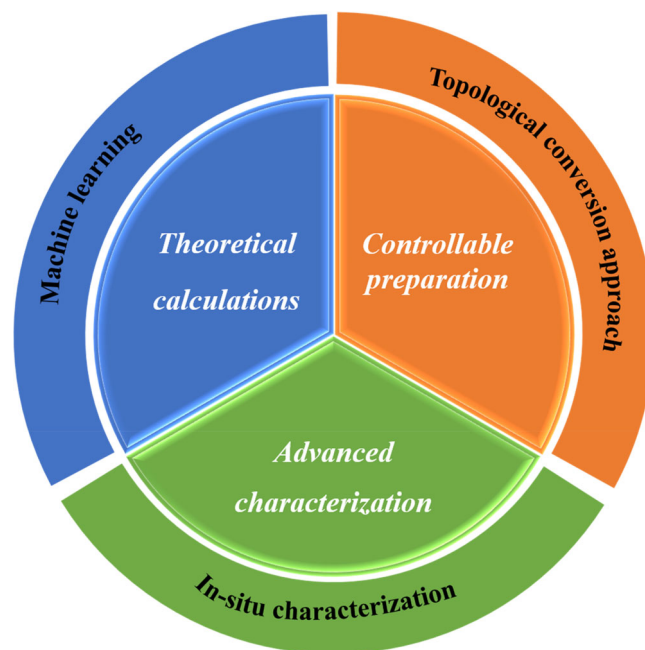 Machine learning
Topological conversion approach
Theoretical
calculations
Controllable
preparation
Advanced
characterization
In-situ characterization